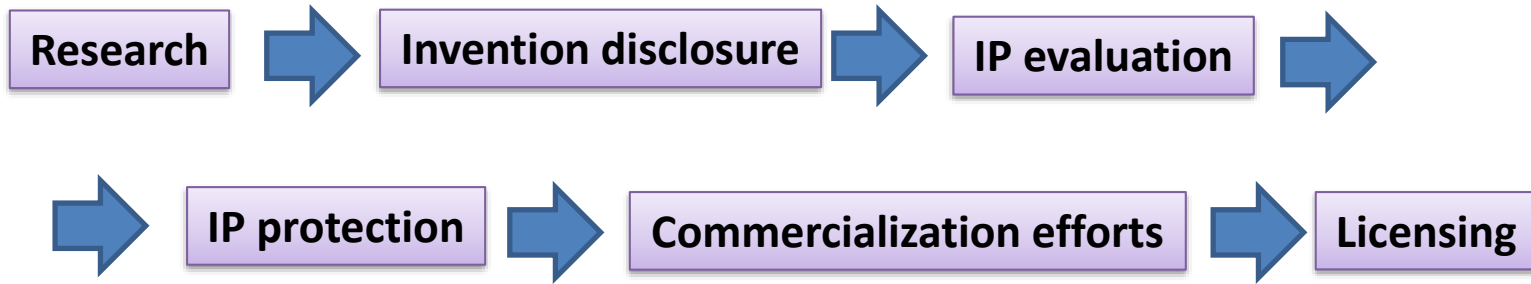 Research
Invention disclosure
IP evaluation
IP protection
Commercialization efforts
Licensing